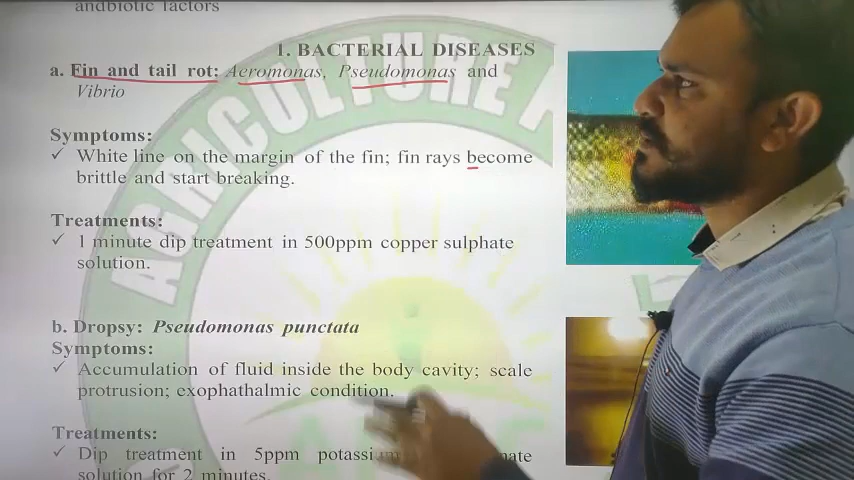 andbiotic factors
1. BACTERIAL DISEASES
a. Fin and tail rot: Aeromonas, Pseudomonas and
Vibrio
Symptoms:
✓ White line on the margin of the fin; fin rays become
brittle and start breaking.
Treatments:
✓ 1 minute dip treatment in 500ppm copper sulphate
solution.
b. Dropsy: Pseudomonas punctata
Symptoms:
✓ Accumulation of fluid inside the body cavity; scale
protrusion; exophathalmic condition.
Treatments:
✓ Dip treatment in 5ppm
solution for 2 minutes.
AGRICULTURE